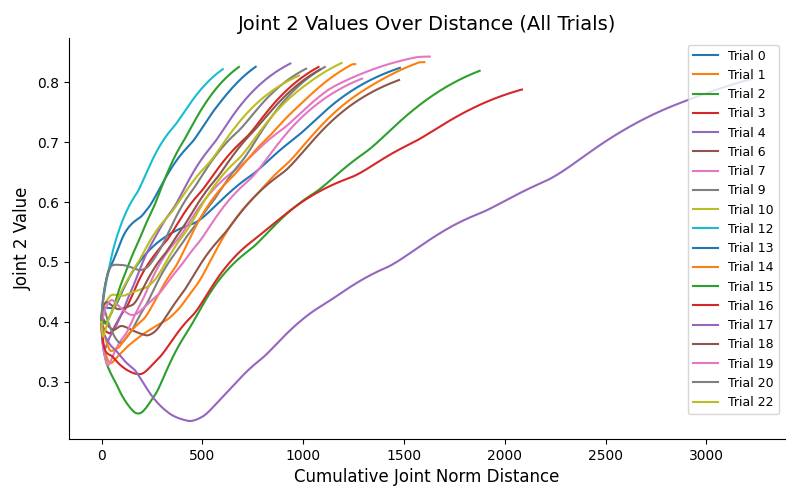 Joint 2 Values Over Distance (All Trials)
Joint 2 Value
0.8
0.7
0.6
0.5
0.4
0.3
0
500
1000
1500
2000
2500
3000
Cumulative Joint Norm Distance
Trial 0
Trial 1
Trial 2
Trial 3
Trial 4
Trial 6
Trial 7
Trial 9
Trial 10
Trial 12
Trial 13
Trial 14
Trial 15
Trial 16
Trial 17
Trial 18
Trial 19
Trial 20
Trial 22